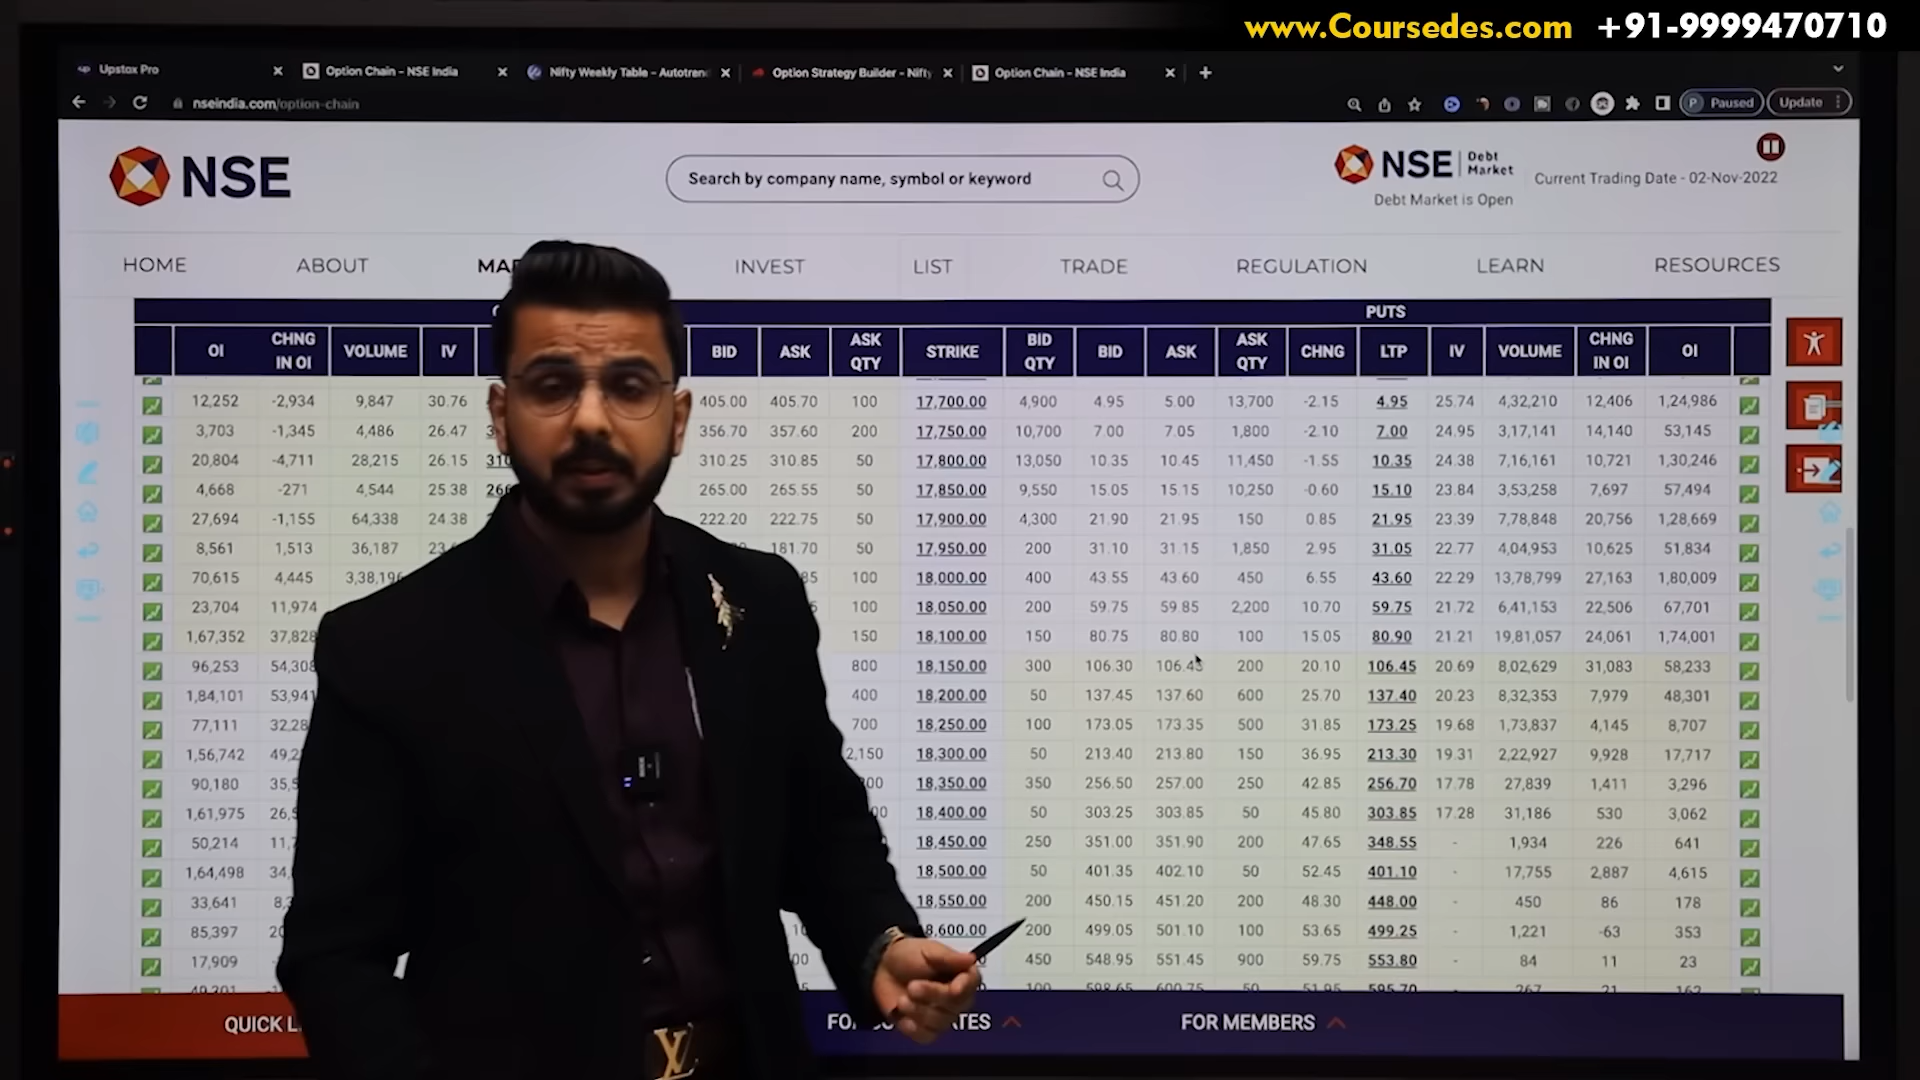 www.Coursedes.com +91-9999470710
Upstox Pro
Option Chain - NSE India
Nifty Weekly Table - Autotren
Option Strategy Builder - Nifty
Option Chain - NSE India
nseindia.com/option-chain
Paused
Update
NSE
Search by company name, symbol or keyword
NSE Debt Market
Current Trading Date - 02-Nov-2022
Debt Market is Open
HOME ABOUT INVEST LIST TRADE REGULATION LEARN RESOURCES
PUTS
OI CHNG IN OI VOLUME IV BID ASK ASK QTY STRIKE BID QTY BID ASK ASK QTY CHNG LTP IV VOLUME CHNG IN OI OI
12,252 -2,934 9,847 30.76 405.00 405.70 100 17,700.00 4,900 4.95 5.00 13,700 -2.15 4.95 25.74 4,32,210 12,406 1,24,986
3,703 -1,345 4,486 26.47 356.70 357.60 200 17,750.00 10,700 7.00 7.05 1,800 -2.10 7.00 24.95 3,17,141 14,140 53,145
20,804 -4,711 28,215 26.15 310.25 310.85 50 17,800.00 13,050 10.35 10.45 11,450 -1.55 10.35 24.38 7,16,161 10,721 1,30,246
4,668 -271 4,544 25.38 265.00 265.55 50 17,850.00 9,550 15.05 15.15 10,250 -0.60 15.10 23.84 3,53,258 7,697 57,494
27,694 -1,155 64,338 24.38 222.20 222.75 50 17,900.00 4,300 21.90 21.95 150 0.85 21.95 23.39 7,78,848 20,756 1,28,669
8,561 1,513 36,187 181.70 50 17,950.00 200 31.10 31.15 1,850 2.95 31.05 22.77 4,04,953 10,625 51,834
70,615 4,445 3,38,196 100 18,000.00 400 43.55 43.60 450 6.55 43.60 22.29 13,78,799 27,163 1,80,009
23,704 11,974 100 18,050.00 200 59.75 59.85 2,200 10.70 59.75 21.72 6,41,153 22,506 67,701
1,67,352 37,828 150 18,100.00 150 80.75 80.80 100 15.05 80.90 21.21 19,81,057 24,061 1,74,001
96,253 54,308 800 18,150.00 300 106.30 106.45 200 20.10 106.45 20.69 8,02,629 31,083 58,233
1,84,101 53,941 400 18,200.00 50 137.45 137.60 600 25.70 137.40 20.23 8,32,353 7,979 48,301
77,111 700 18,250.00 100 173.05 173.35 500 31.85 173.25 19.68 1,73,837 4,145 8,707
1,56,742 2,150 18,300.00 50 213.40 213.80 150 36.95 213.30 19.31 2,22,927 9,928 17,717
90,180 18,350.00 350 256.50 257.00 250 42.85 256.70 17.78 27,839 1,411 3,296
1,61,975 18,400.00 50 303.25 303.85 50 45.80 303.85 17.28 31,186 530 3,062
50,214 18,450.00 250 351.00 351.90 200 47.65 348.55 - 1,934 226 641
1,64,498 18,500.00 50 401.35 402.10 50 52.45 401.10 - 17,755 2,887 4,615
33,641 18,550.00 200 450.15 451.20 200 48.30 448.00 - 450 86 178
85,397 8,600.00 200 499.05 501.10 100 53.65 499.25 - 1,221 -63 353
17,909 450 548.95 551.45 900 59.75 553.80 - 84 11 23
QUICK L
FOR MEMBERS